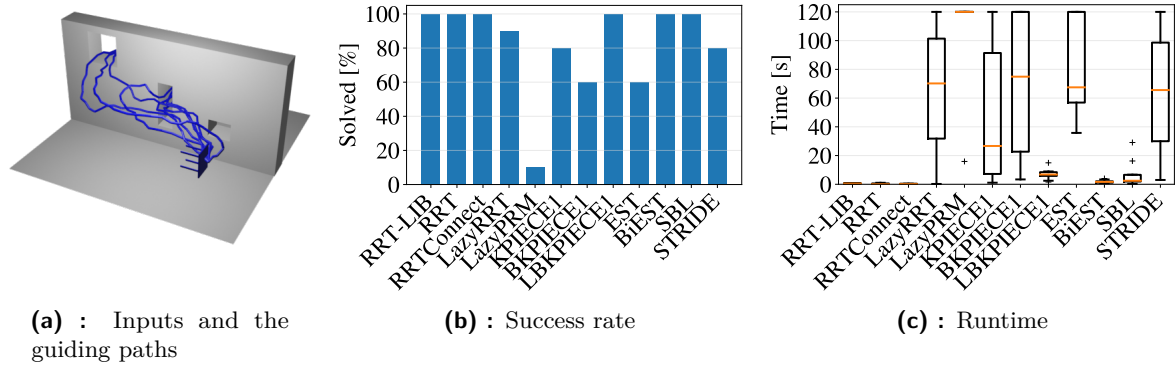 Solved [%]
100
80
60
40
20
0
RRT-LIB
RRT
RRTConnect
LazyRRT
LazyPRM
KPIECE1
BKPIECE1
LBKPIECE1
EST
BiEST
SBL
STRIDE
Time [s]
120
100
80
60
40
20
0
RRT-LIB
RRT
RRTConnect
LazyRRT
LazyPRM
KPIECE1
BKPIECE1
LBKPIECE1
EST
BiEST
SBL
STRIDE
(a) : Inputs and the
guiding paths
(b) : Success rate
(c) : Runtime